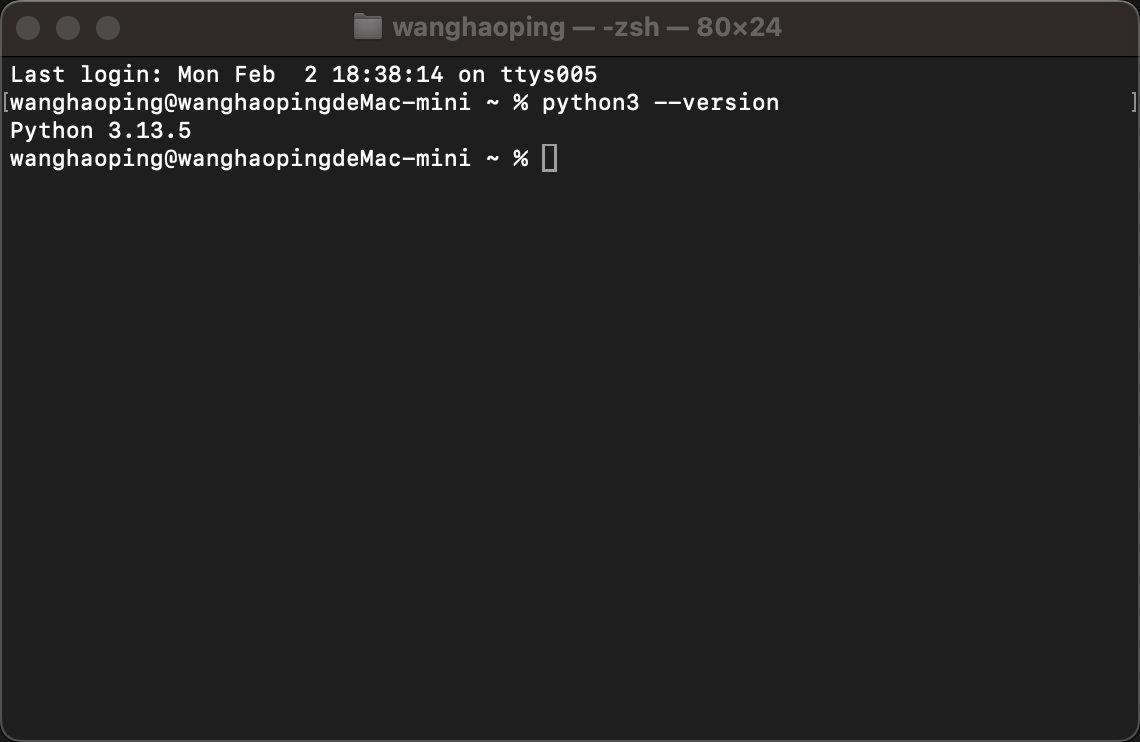 wanghaoping — -zsh — 80×24
Last login: Mon Feb  2 18:38:14 on ttys005
[wanghaoping@wanghaopingdeMac-mini ~ % python3 --version ]
Python 3.13.5
wanghaoping@wanghaopingdeMac-mini ~ %